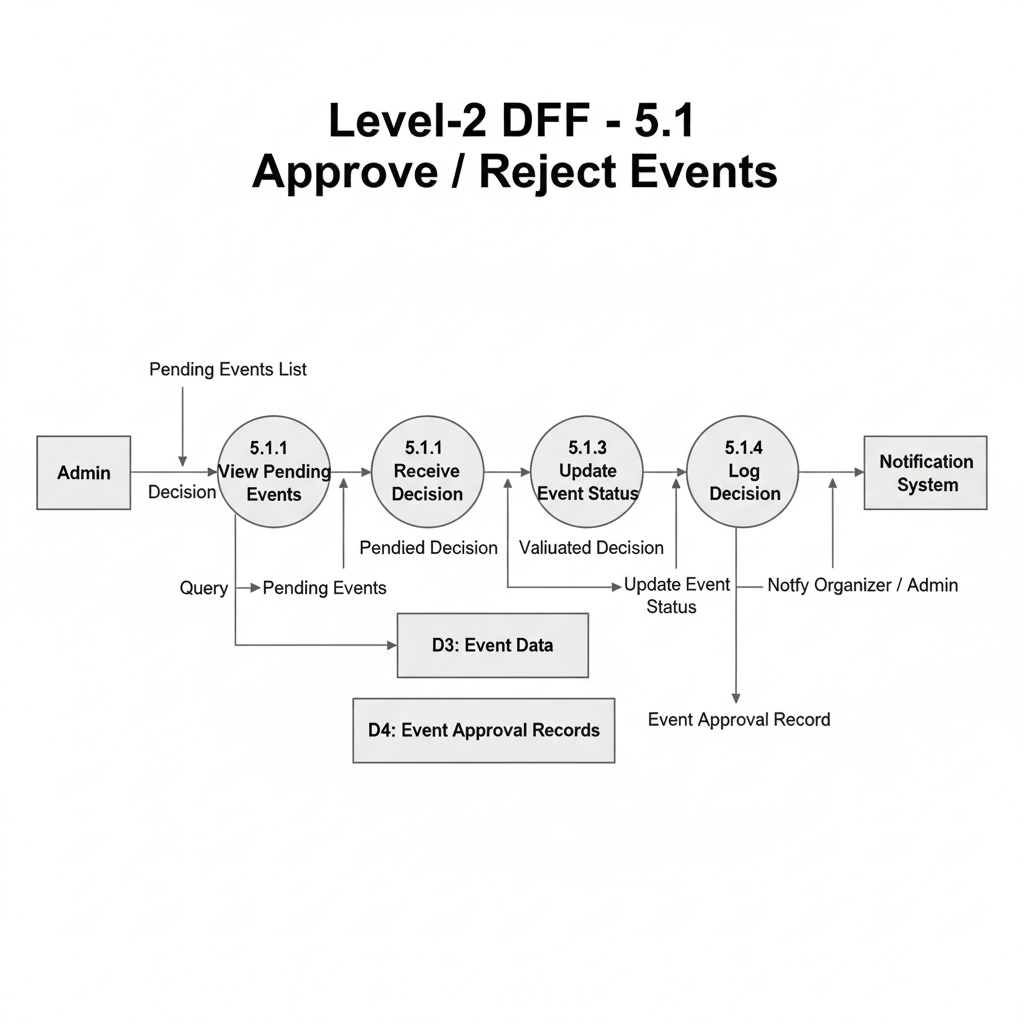 Level-2 DFF - 5.1
Approve / Reject Events
Pending Events List
Admin
Decision
5.1.1
View Pending
Events
5.1.1
Receive
Decision
5.1.3
Update
Event Status
5.1.4
Log
Decision
Notification
System
Pendied Decision
Valiuated Decision
Query
Pending Events
Update Event
Status
Notfy Organizer / Admin
D3: Event Data
D4: Event Approval Records
Event Approval Record